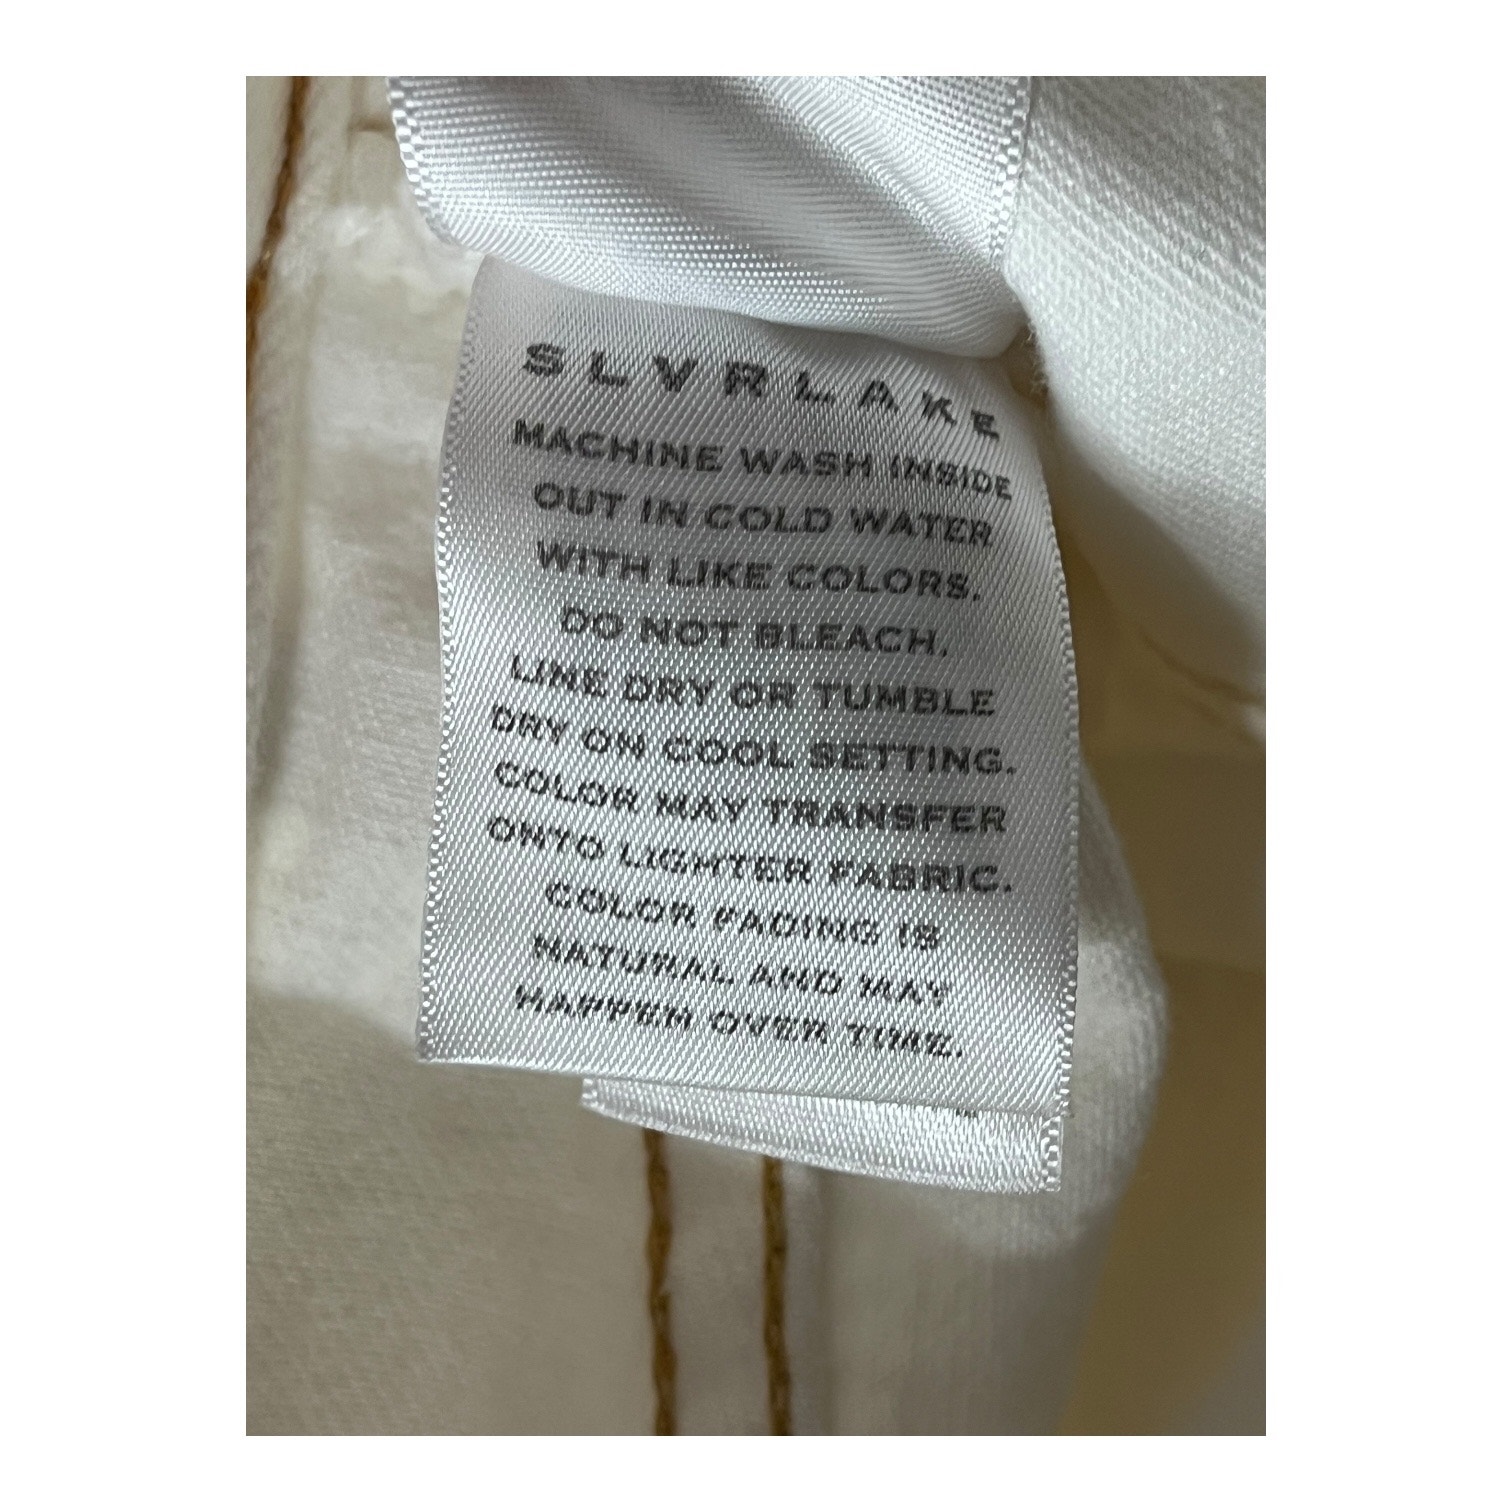 SLVRLAKE
MACHINE WASH INSIDE
OUT IN COLD WATER
WITH LIKE COLORS.
DO NOT BLEACH.
LINE DRY OR TUMBLE
DRY ON COOL SETTING.
COLOR MAY TRANSFER
ONTO LIGHTER FABRIC.
COLOR FADING IS
NATURAL AND MAY
HAPPEN OVER TIME.